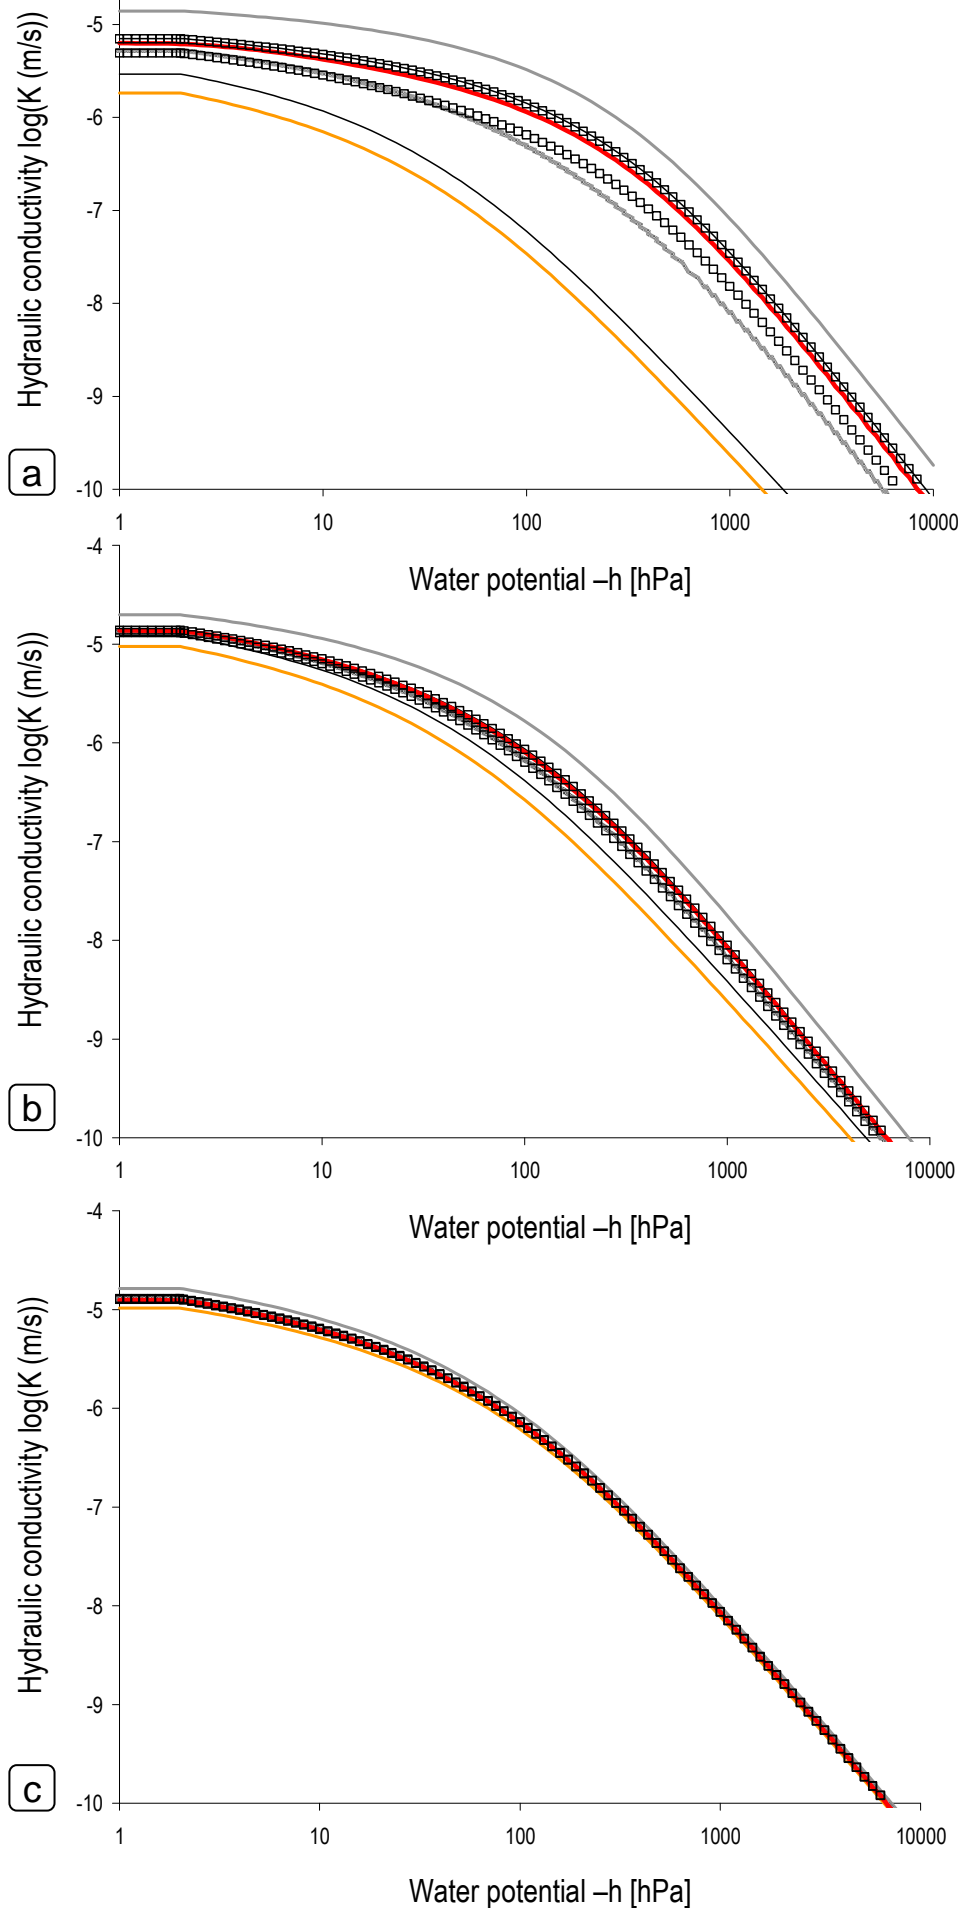 Hydraulic conductivity log(K (m/s))
-5
-6
-7
-8
-9
-10
a
1 10 100 1000 10000
Water potential –h [hPa]
Hydraulic conductivity log(K (m/s))
-4
-5
-6
-7
-8
-9
-10
b
1 10 100 1000 10000
Water potential –h [hPa]
Hydraulic conductivity log(K (m/s))
-4
-5
-6
-7
-8
-9
-10
c
1 10 100 1000 10000
Water potential –h [hPa]